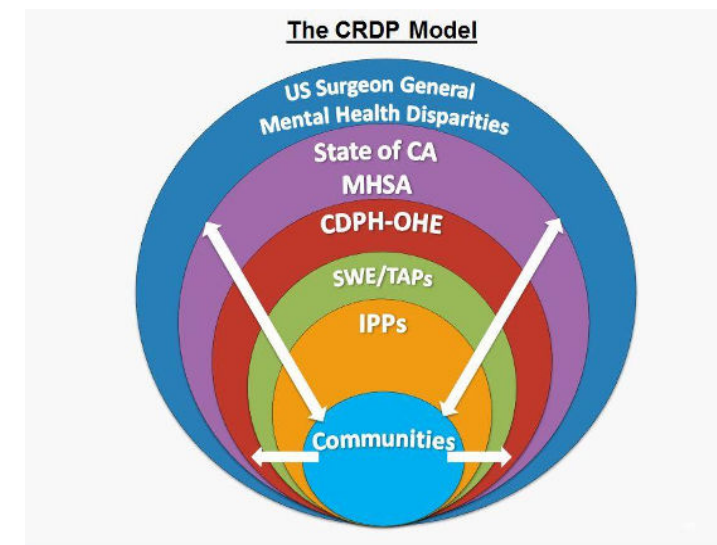 The CRDP Model
US Surgeon General
Mental Health Disparities
State of CA
MHSA
CDPH-OHE
SWE/TAPs
IPPs
Communities